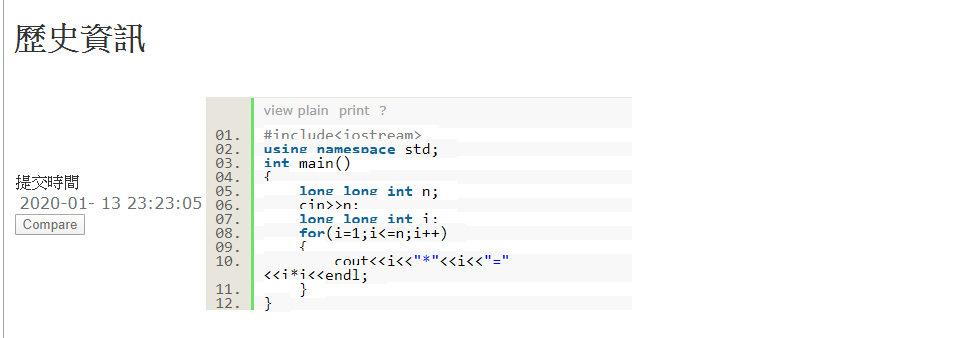 歷史資訊
view plain print ?
提交時間
2020-01- 13 23:23:05
Compare
01. #include<iostream>
02. using namespace std;
03. int main()
04. {
05. long long int n;
06. cin>>n;
07. long long int i;
08. for(i=1;i<=n;i++)
09. {
10. cout<<i<<"*"<<i<<"="
<<i*i<<endl;
11. }
12. }